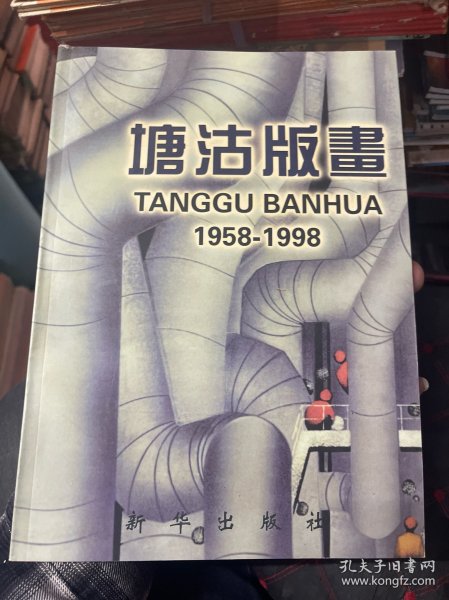 塘沽版畫
TANGGU BANHUA
1958-1998
新华出版社
孔夫子旧书网
www.kongfz.com